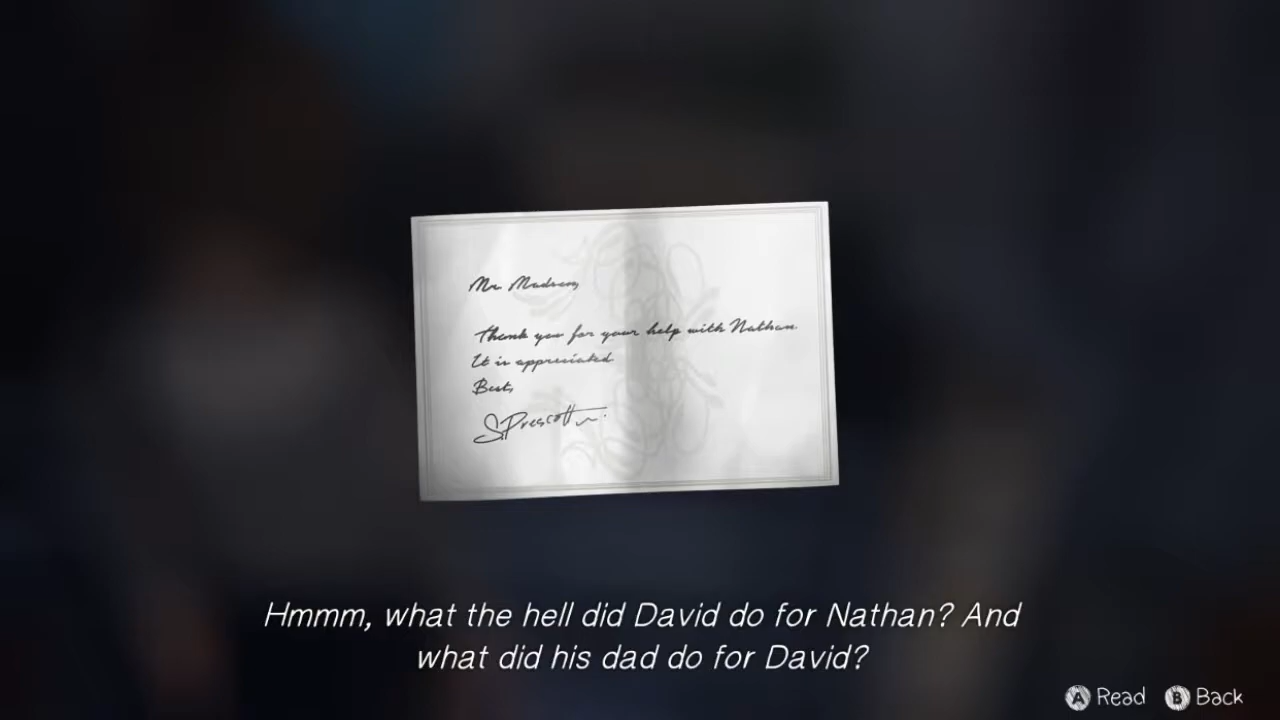 Mr. Madsen,
Thank you for your help with Nathan.
It is appreciated
Best,
S.Prescott
Hmmm, what the hell did David do for Nathan? And
what did his dad do for David?
A Read B Back